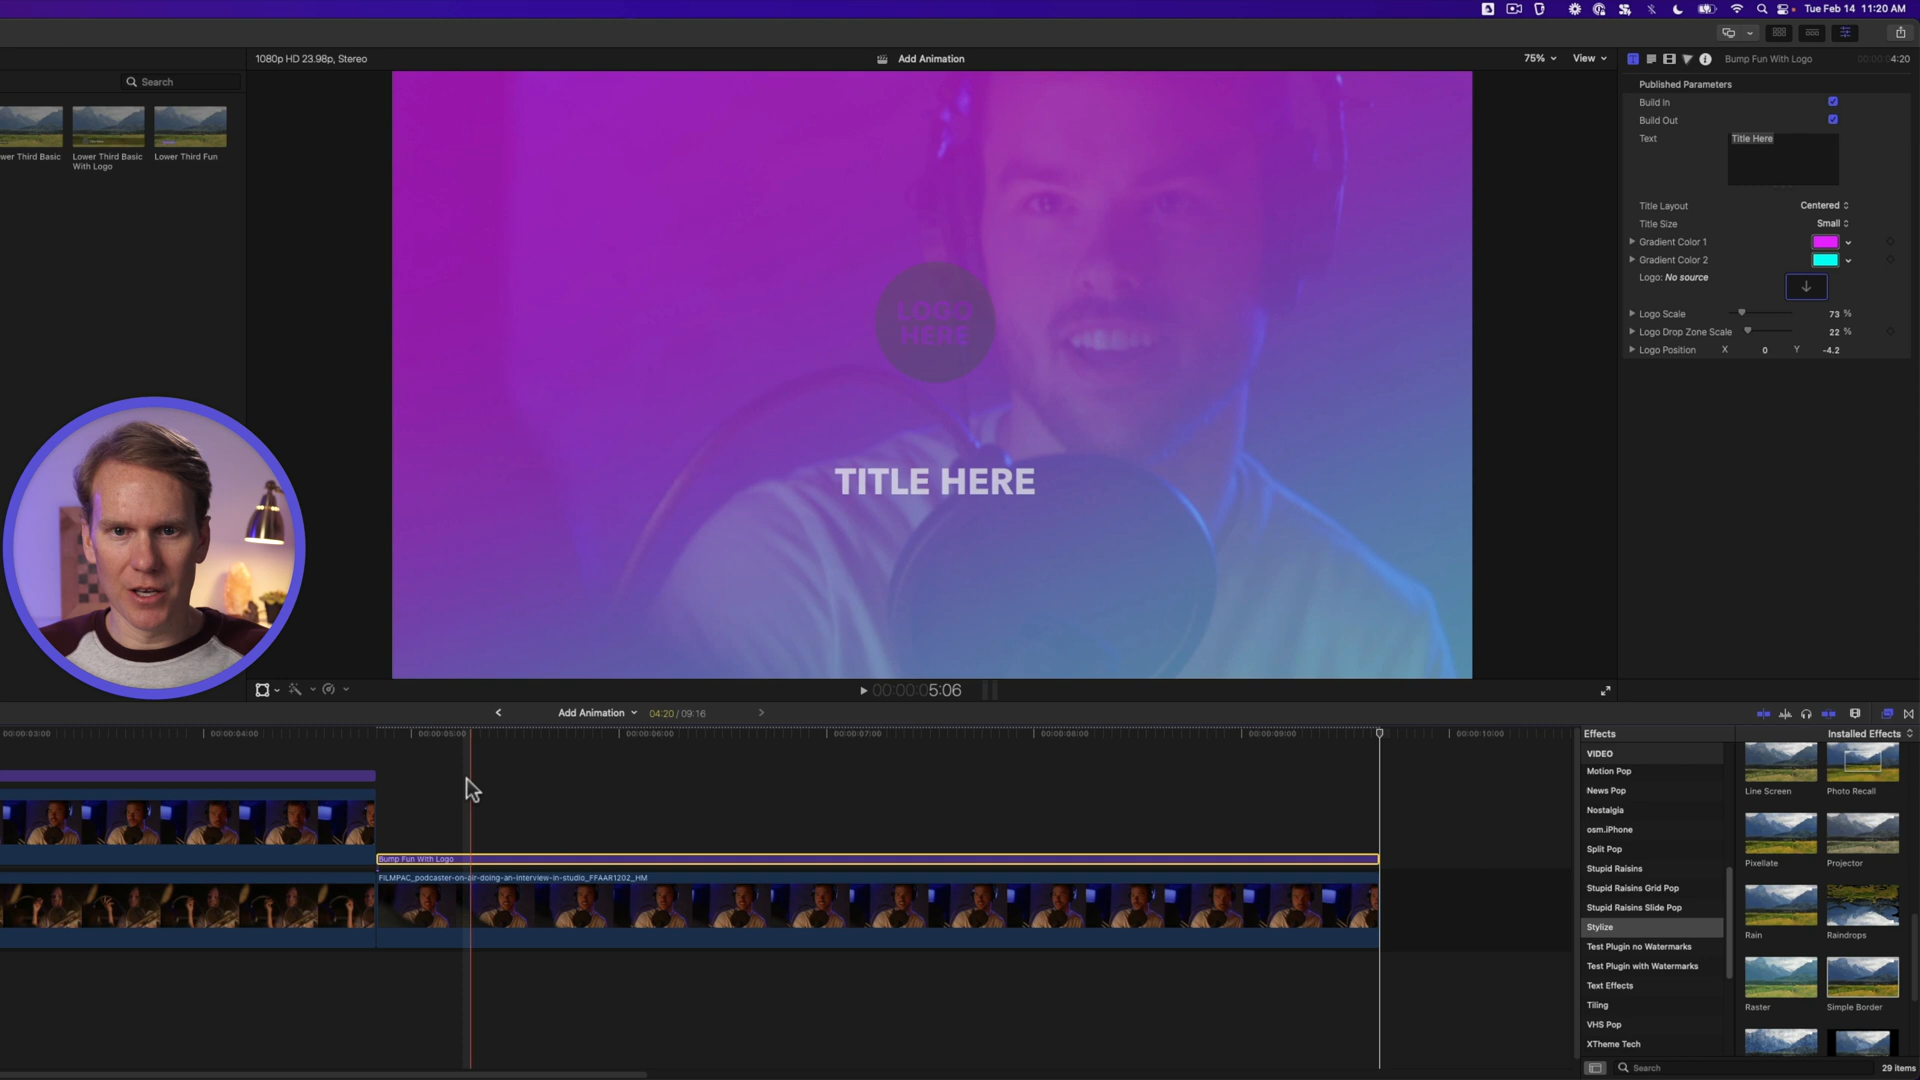 Tue Feb 14 11:20 AM
1080p HD 23.98p, Stereo
Add Animation
75%
View
Bump Fun With Logo
00:00:04:20
Search
wer Third Basic
Lower Third Basic
With Logo
Lower Third Fun
Published Parameters
Build In
Build Out
Text
Title Here
Title Layout
Centered
Title Size
Small
Gradient Color 1
Gradient Color 2
Logo: No source
Logo Scale
73 %
Logo Drop Zone Scale
22 %
Logo Position
X
0
Y
-4.2
LOGO
HERE
TITLE HERE
00:00:05:06
Add Animation
04:20 / 09:16
00:00:03:00
00:00:04:00
00:00:05:00
00:00:06:00
00:00:07:00
00:00:08:00
00:00:09:00
00:00:10:00
Bump Fun With Logo
FILMPAC_podcaster-on-air-doing-an-interview-in-studio_FFAAR1202_HM
Effects
Installed Effects
VIDEO
Motion Pop
News Pop
Nostalgia
osm.iPhone
Split Pop
Stupid Raisins
Stupid Raisins Grid Pop
Stupid Raisins Slide Pop
Stylize
Test Plugin no Watermarks
Test Plugin with Watermarks
Text Effects
Tiling
VHS Pop
XTheme Tech
Line Screen
Photo Recall
Pixellate
Projector
Rain
Raindrops
Raster
Simple Border
Search
29 items